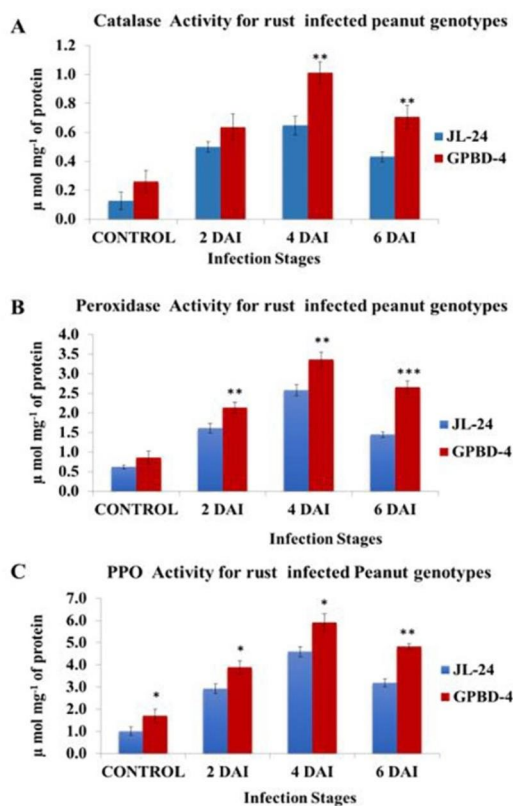 A
Catalase Activity for rust infected peanut genotypes
µ mol mg⁻¹ of protein
1.2
1.0
0.8
0.6
0.4
0.2
0.0
**
**
CONTROL 2 DAI 4 DAI 6 DAI
Infection Stages
JL-24
GPBD-4
B
Peroxidase Activity for rust infected peanut genotypes
µ mol mg⁻¹ of protein
4.0
3.5
3.0
2.5
2.0
1.5
1.0
0.5
0.0
**
**
***
CONTROL 2 DAI 4 DAI 6 DAI
Infection Stages
JL-24
GPBD-4
C
PPO Activity for rust infected Peanut genotypes
µ mol mg⁻¹ of protein
7.0
6.0
5.0
4.0
3.0
2.0
1.0
0.0
*
*
*
**
CONTROL 2 DAI 4 DAI 6 DAI
Infection Stages
JL-24
GPBD-4